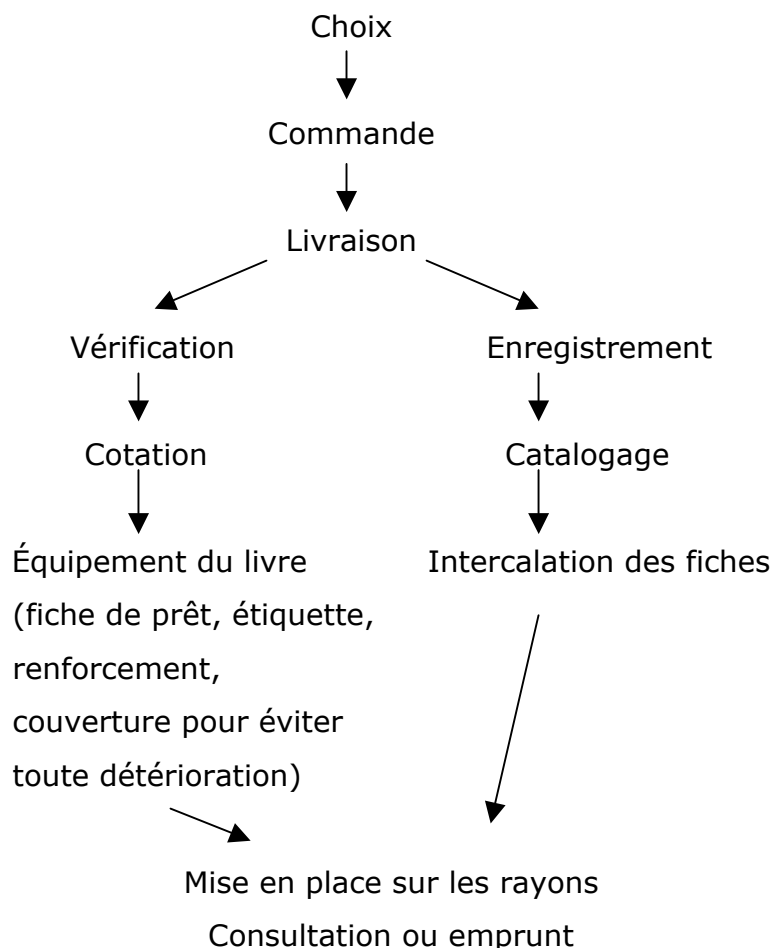 Choix
Commande
Livraison
Vérification
Enregistrement
Cotation
Catalogage
Équipement du livre
(fiche de prêt, étiquette,
renforcement,
couverture pour éviter
toute détérioration)
Intercalation des fiches
Mise en place sur les rayons
Consultation ou emprunt